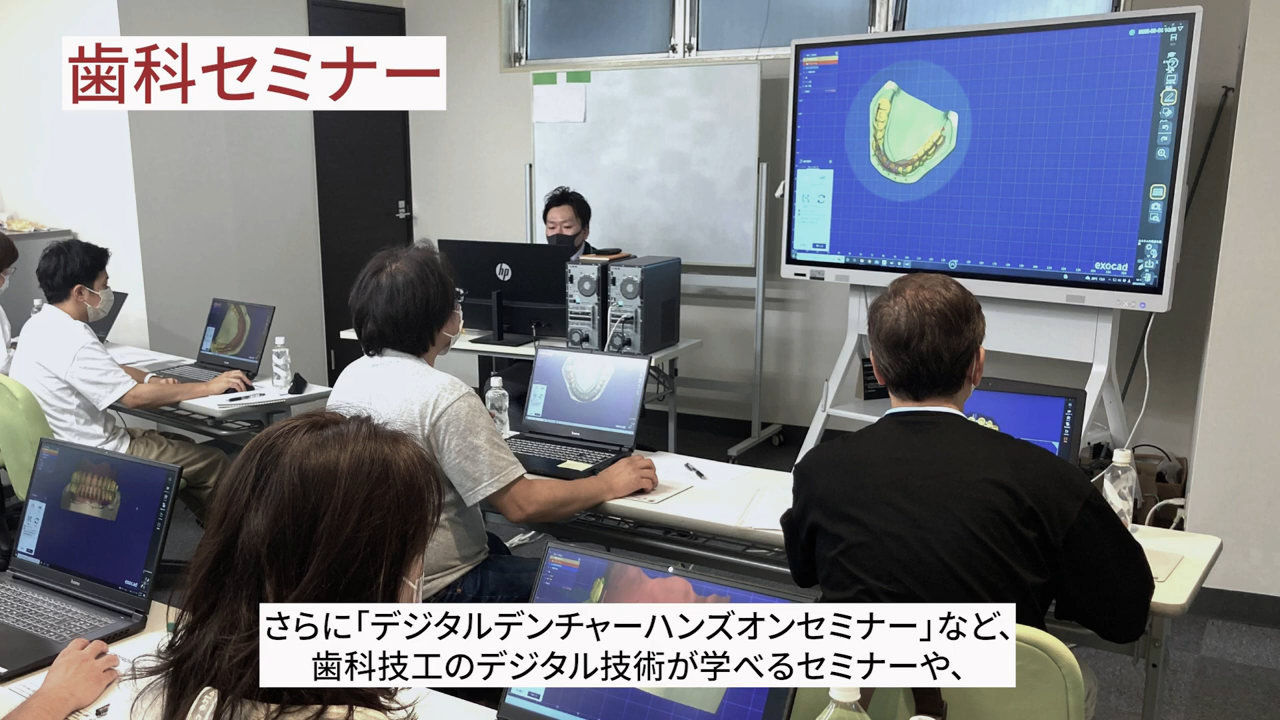 歯科セミナー
hp
exocad
exocad
さらに「デジタルデンチャーハンズオンセミナー」など、
歯科技工のデジタル技術が学べるセミナーや、